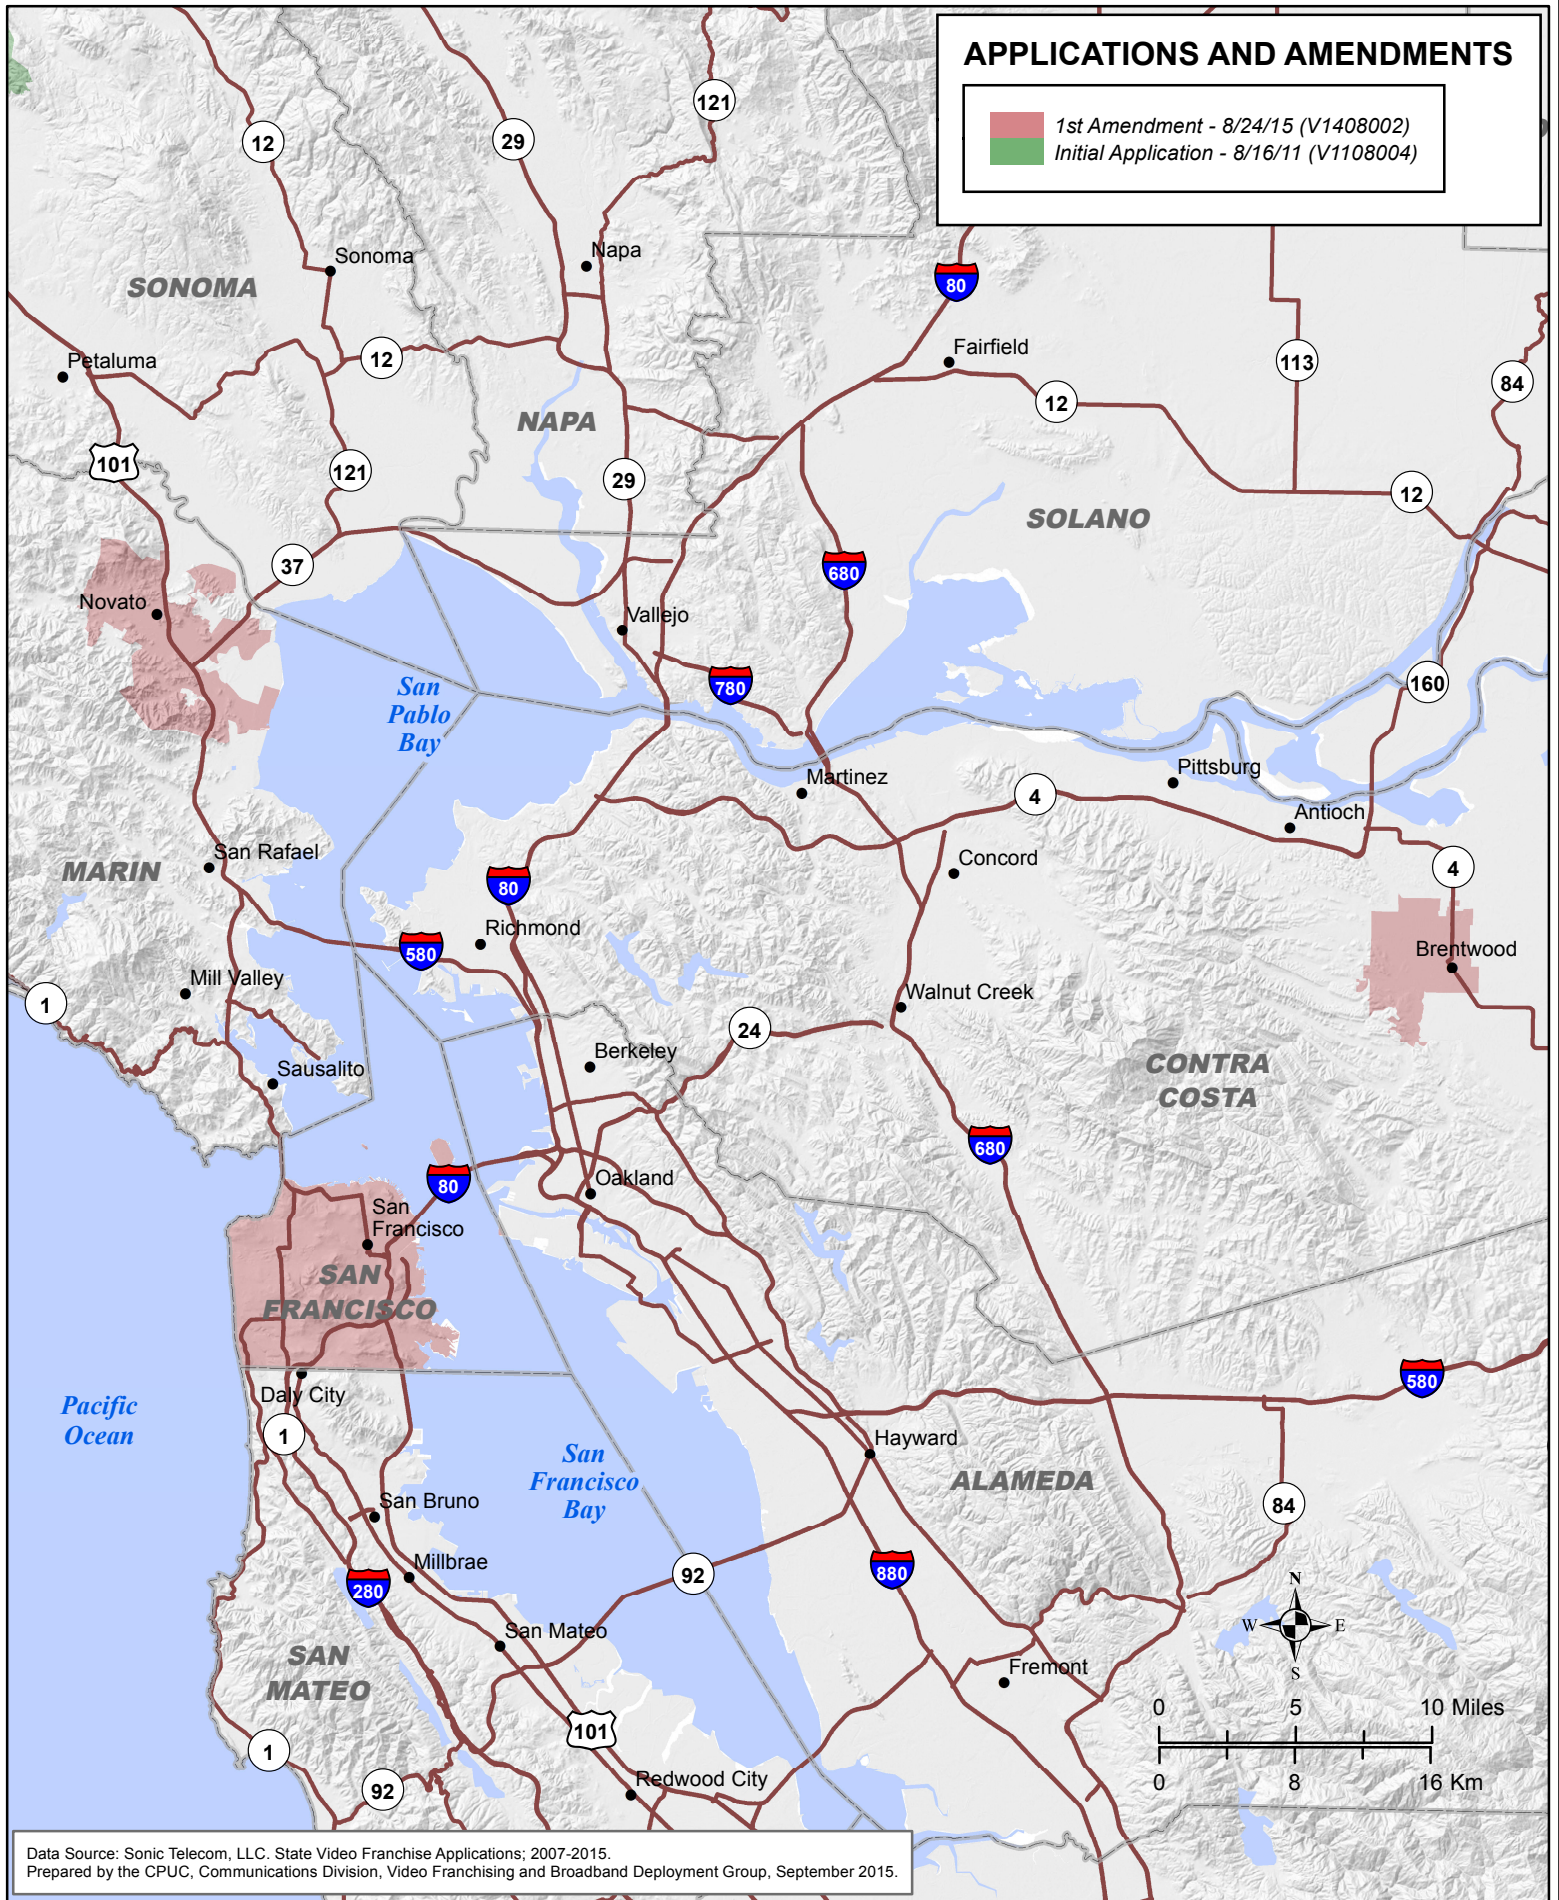 APPLICATIONS AND AMENDMENTS
1st Amendment - 8/24/15 (V1408002)
Initial Application - 8/16/11 (V1108004)
121
12
29
Sonoma
Napa
SONOMA
80
Petaluma
12
Fairfield
113
84
12
NAPA
101
121
29
12
SOLANO
37
680
Novato
Vallejo
San
Pablo
Bay
780
160
Martinez
Pittsburg
4
Antioch
MARIN
San Rafael
Concord
4
80
Richmond
580
Brentwood
Mill Valley
1
Walnut Creek
24
Berkeley
Sausalito
CONTRA
COSTA
680
80
Oakland
San
Francisco
SAN
FRANCISCO
Daly City
580
Pacific
Ocean
1
Hayward
San
Francisco
Bay
ALAMEDA
San Bruno
84
Millbrae
280
92
880
N
W
E
S
San Mateo
SAN
MATEO
Fremont
0 5 10 Miles
0 8 16 Km
101
1
92
Redwood City
Data Source: Sonic Telecom, LLC. State Video Franchise Applications; 2007-2015.
Prepared by the CPUC, Communications Division, Video Franchising and Broadband Deployment Group, September 2015.